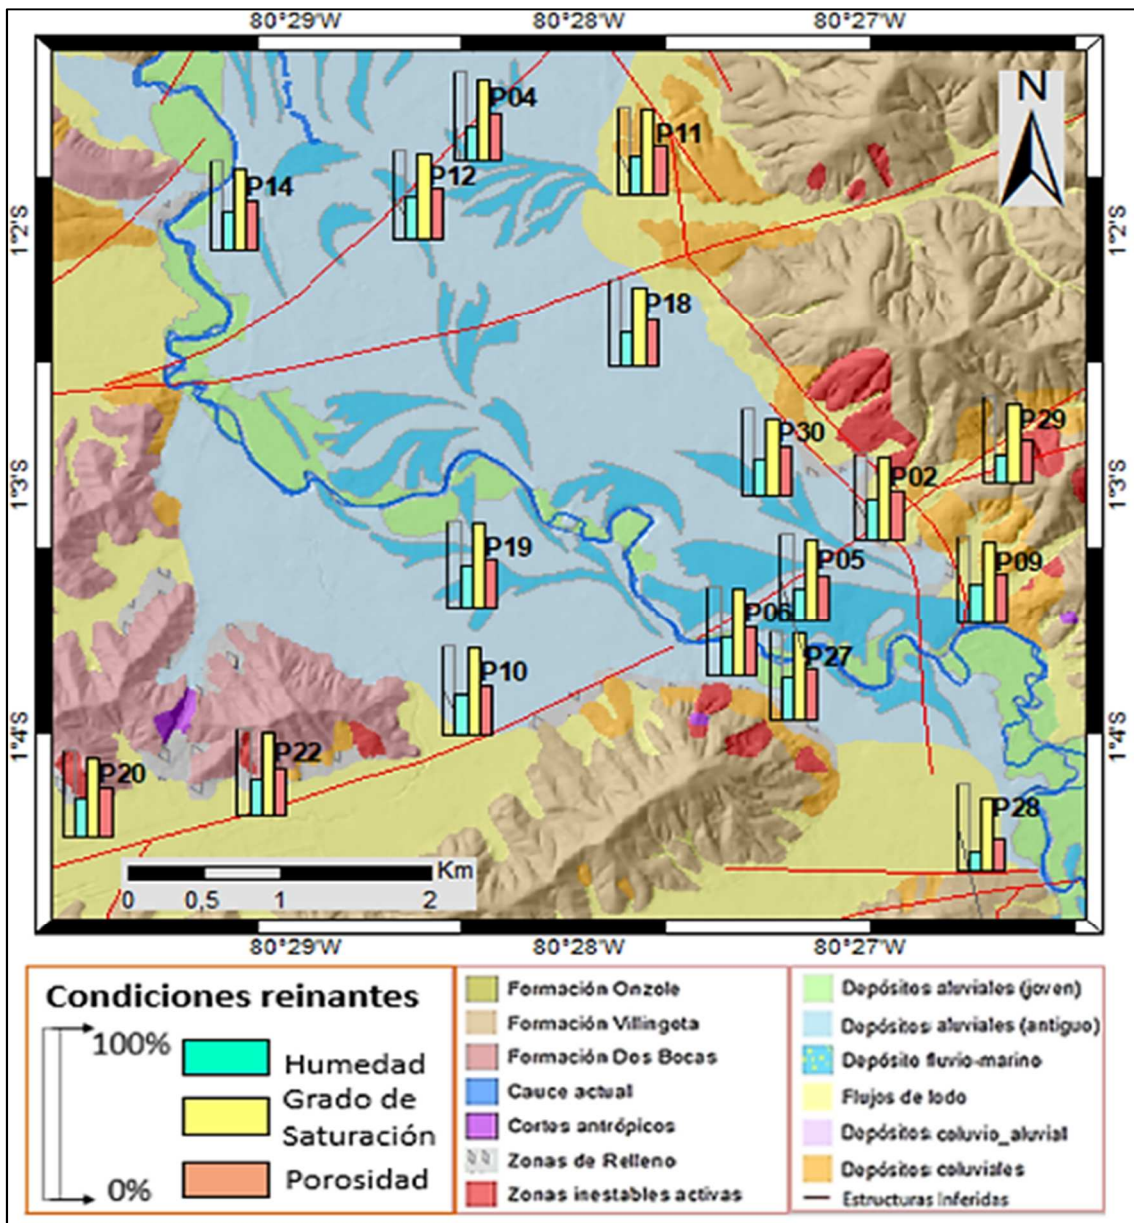 80°29'W 80°28'W 80°27'W
N
P04
P11
P12
P14
1°2'S 1°2'S
P18
P29
P30
P02
1°3'S 1°3'S
P19
P05
P09
P06
P27
P10
1°4'S 1°4'S
P22
P20
P28
Km
0 0,5 1 2
80°29'W 80°28'W 80°27'W
Condiciones reinantes
100%
0%
Humedad
Grado de
Saturación
Porosidad
Formación Onzole
Formación Villingota
Formación Dos Bocas
Cauce actual
Cortes antrópicos
Zonas de Relleno
Zonas inestables activas
Depósitos aluviales (joven)
Depósitos aluviales (antiguo)
Depósito fluvio-marino
Flujos de lodo
Depósitos coluvio_aluvial
Depósitos coluviales
Estructuras Inferidas